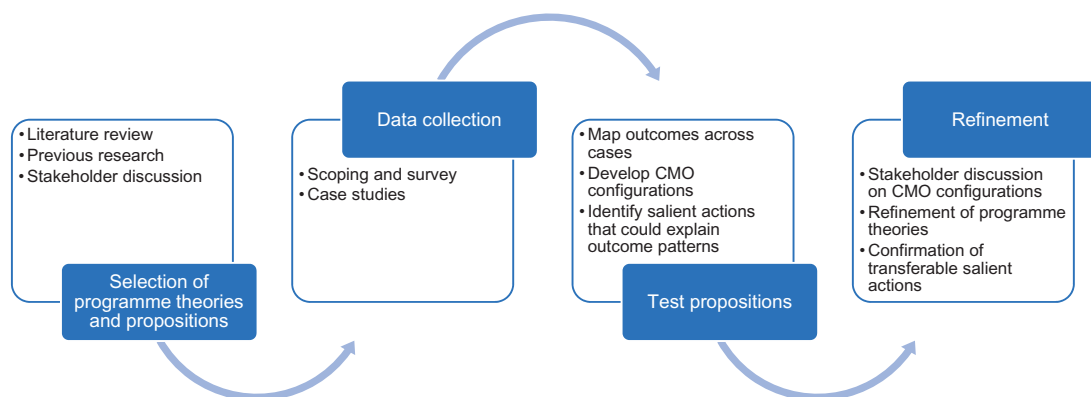 • Literature review
• Previous research
• Stakeholder discussion
Selection of
programme theories
and propositions
Data collection
• Scoping and survey
• Case studies
• Map outcomes across
cases
• Develop CMO
configurations
• Identify salient actions
that could explain
outcome patterns
Test propositions
Refinement
• Stakeholder discussion
on CMO configurations
• Refinement of programme
theories
• Confirmation of
transferable salient
actions